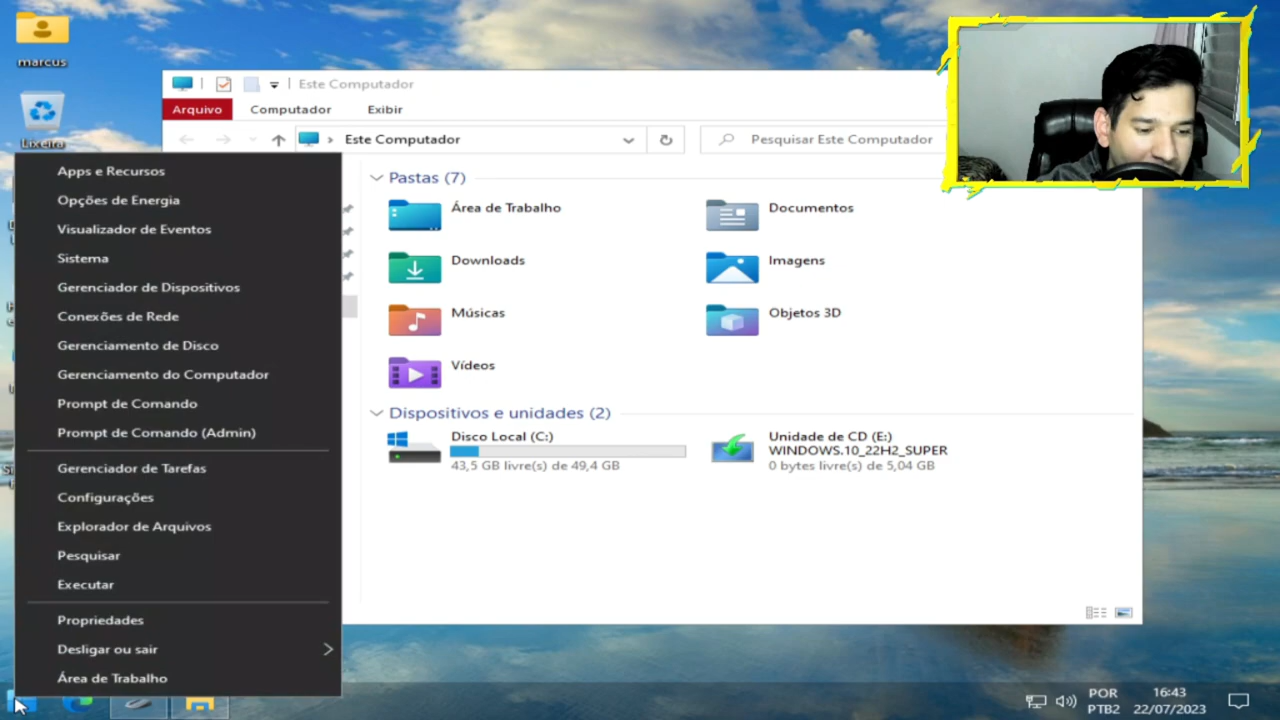 marcus
Lixeira
Este Computador
Arquivo
Computador
Exibir
Este Computador
Pesquisar Este Computador
Apps e Recursos
Opções de Energia
Visualizador de Eventos
Sistema
Gerenciador de Dispositivos
Conexões de Rede
Gerenciamento de Disco
Gerenciamento do Computador
Prompt de Comando
Prompt de Comando (Admin)
Gerenciador de Tarefas
Configurações
Explorador de Arquivos
Pesquisar
Executar
Propriedades
Desligar ou sair
Área de Trabalho
Pastas (7)
Área de Trabalho
Documentos
Downloads
Imagens
Músicas
Objetos 3D
Vídeos
Dispositivos e unidades (2)
Disco Local (C:)
43,5 GB livre(s) de 49,4 GB
Unidade de CD (E:)
WINDOWS.10_22H2_SUPER
0 bytes livre(s) de 5,04 GB
POR
PTB2
16:43
22/07/2023